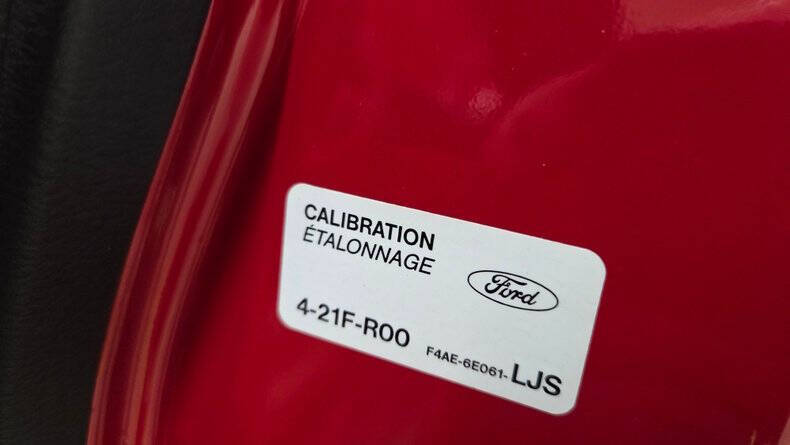 CALIBRATION
ÉTALONNAGE
Ford
4-21F-R00
F4AE-6E061-LJS